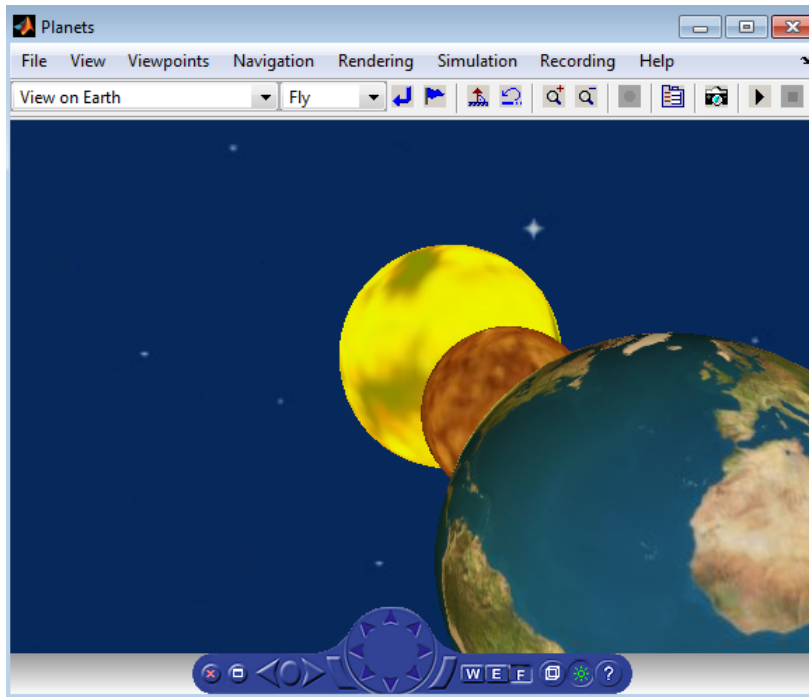 Planets
File View Viewpoints Navigation Rendering Simulation Recording Help
View on Earth Fly
W E F ?